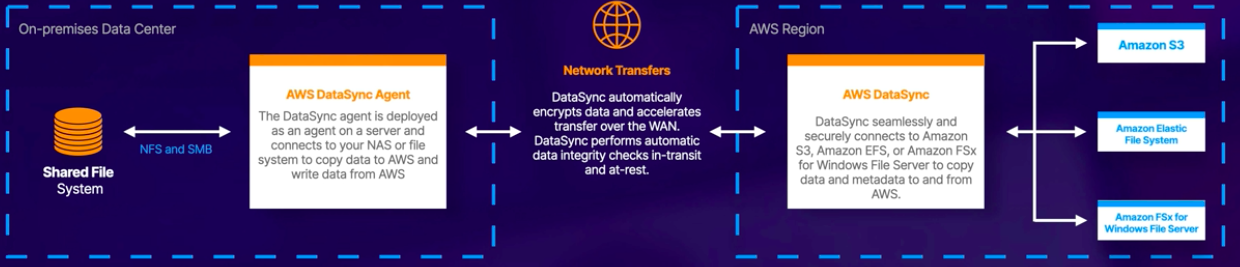 On-premises Data Center
Shared File
System
NFS and SMB
AWS DataSync Agent
The DataSync agent is deployed
as an agent on a server and
connects to your NAS or file
system to copy data to AWS and
write data from AWS
Network Transfers
DataSync automatically
encrypts data and accelerates
transfer over the WAN.
DataSync performs automatic
data integrity checks in-transit
and at-rest.
AWS Region
AWS DataSync
DataSync seamlessly and
securely connects to Amazon
S3, Amazon EFS, or Amazon FSx
for Windows File Server to copy
data and metadata to and from
AWS.
Amazon S3
Amazon Elastic
File System
Amazon FSx for
Windows File Server